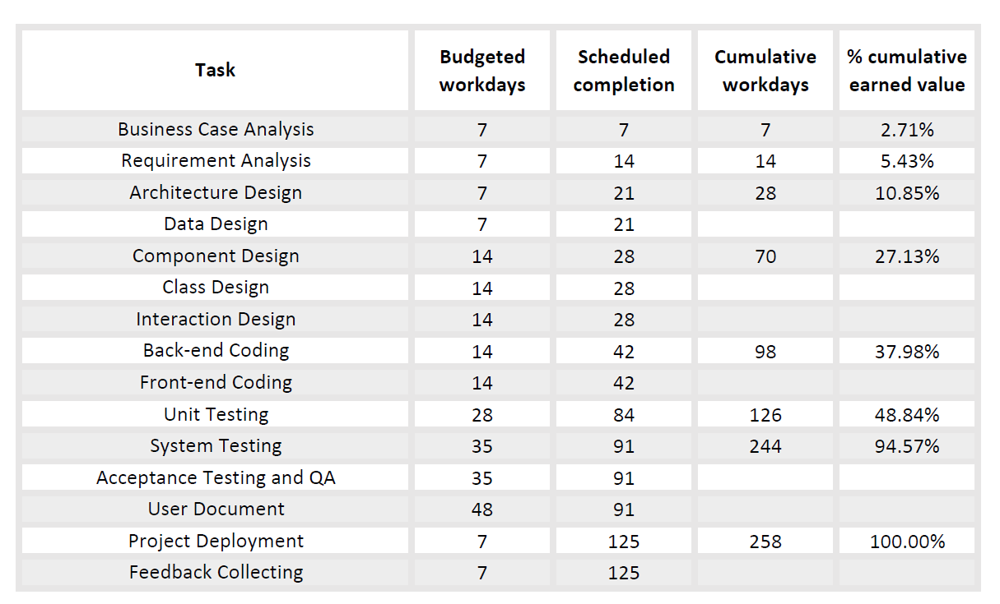 Task Budgeted workdays Scheduled completion Cumulative workdays % cumulative earned value
Business Case Analysis 7 7 7 2.71%
Requirement Analysis 7 14 14 5.43%
Architecture Design 7 21 28 10.85%
Data Design 7 21
Component Design 14 28 70 27.13%
Class Design 14 28
Interaction Design 14 28
Back-end Coding 14 42 98 37.98%
Front-end Coding 14 42
Unit Testing 28 84 126 48.84%
System Testing 35 91 244 94.57%
Acceptance Testing and QA 35 91
User Document 48 91
Project Deployment 7 125 258 100.00%
Feedback Collecting 7 125